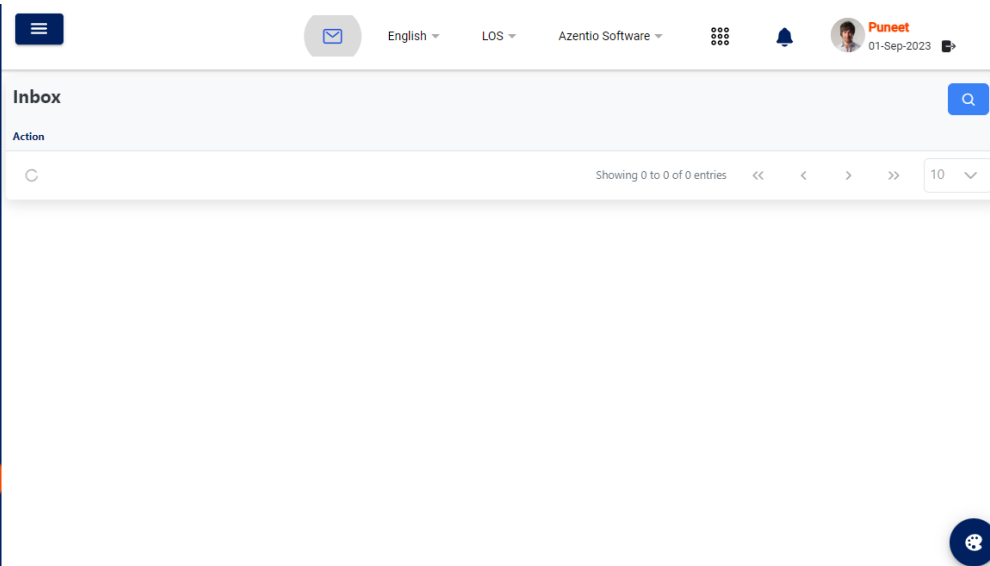 English LOS Azentio Software Puneet
01-Sep-2023
Inbox
Action
Showing 0 to 0 of 0 entries 10